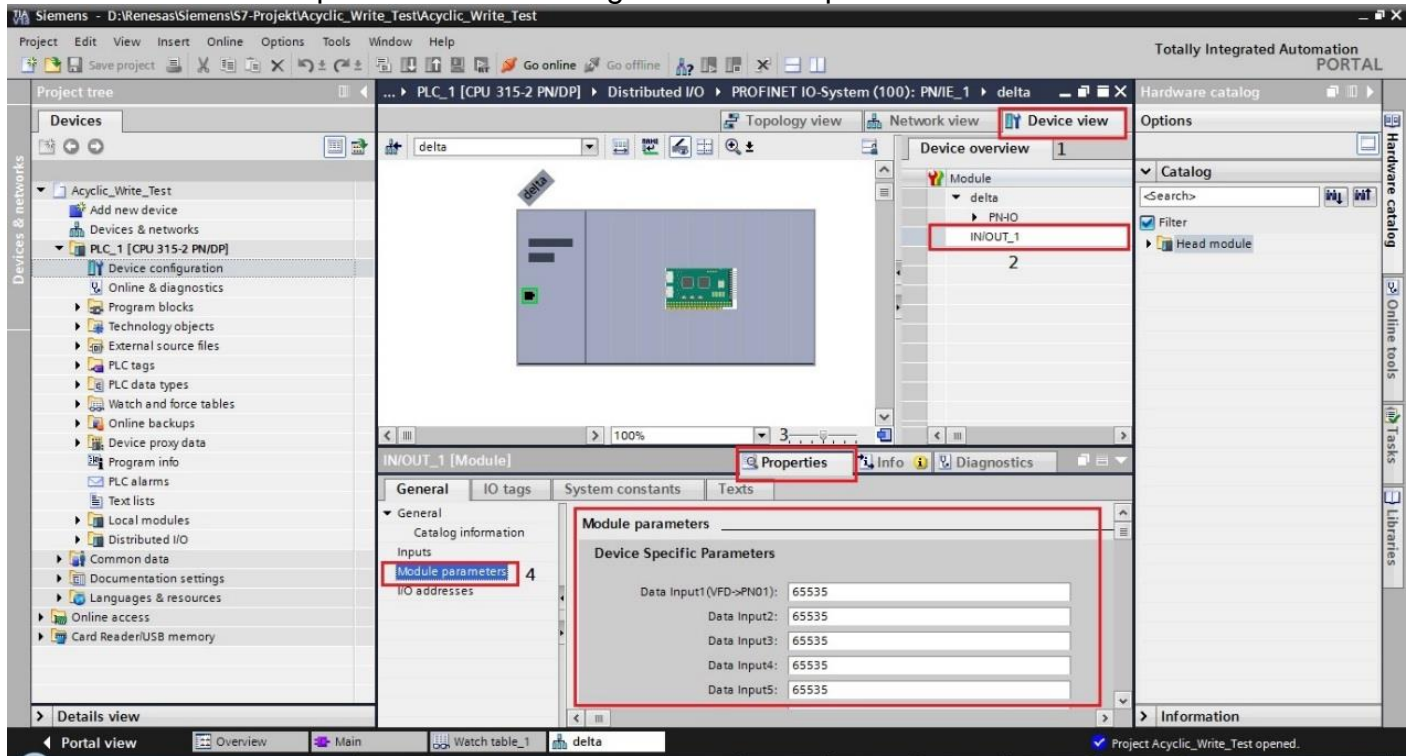 Siemens - D:\Renesas\Siemens\S7-Projekt\Acyclic_Write_Test\Acyclic_Write_Test
Project Edit View Insert Online Options Tools Window Help
Save project Go online Go offline
Totally Integrated Automation
PORTAL
Project tree
Devices
Devices & networks
Acyclic_Write_Test
Add new device
Devices & networks
PLC_1 [CPU 315-2 PN/DP]
Device configuration
Online & diagnostics
Program blocks
Technology objects
External source files
PLC tags
PLC data types
Watch and force tables
Online backups
Device proxy data
Program info
PLC alarms
Text lists
Local modules
Distributed I/O
Common data
Documentation settings
Languages & resources
Online access
Card Reader/USB memory
Details view
... PLC_1 [CPU 315-2 PN/DP] Distributed I/O PROFINET IO-System (100): PN/IE_1 delta
Topology view Network view Device view
delta
delta
100%
3
Device overview 1
Module
delta
PN-IO
IN/OUT_1
2
IN/OUT_1 [Module]
Properties Info Diagnostics
General IO tags System constants Texts
General
Catalog information
Inputs
Module parameters 4
I/O addresses
Module parameters
Device Specific Parameters
Data Input1(VFD->PN01): 65535
Data Input2: 65535
Data Input3: 65535
Data Input4: 65535
Data Input5: 65535
Hardware catalog
Options
Catalog
<Search>
Filter
Head module
Information
Hardware catalog
Online tools
Tasks
Libraries
Portal view Overview Main Watch table_1 delta
Project Acyclic_Write_Test opened.